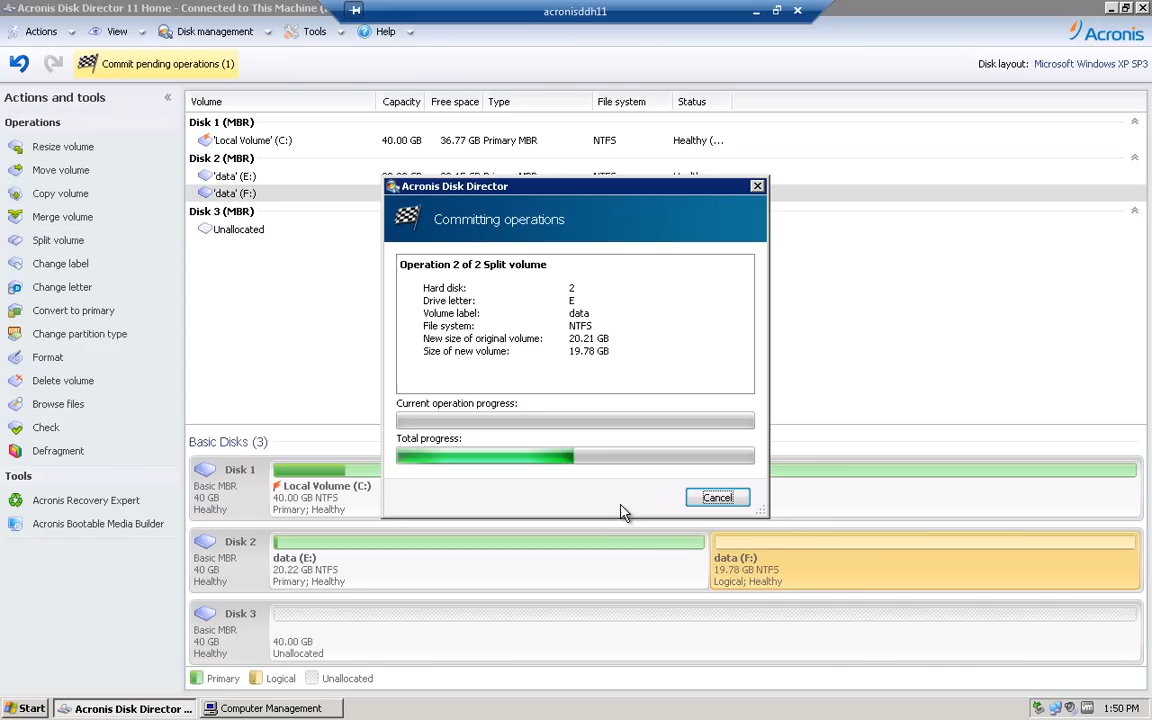 Acronis Disk Director 11 Home - Connected to This Machine (
acronisddh11
Actions View Disk management Tools Help
Acronis
Commit pending operations (1)
Disk layout: Microsoft Windows XP SP3
Actions and tools
Operations
Resize volume
Move volume
Copy volume
Merge volume
Split volume
Change label
Change letter
Convert to primary
Change partition type
Format
Delete volume
Browse files
Check
Defragment
Tools
Acronis Recovery Expert
Acronis Bootable Media Builder
Volume Capacity Free space Type File system Status
Disk 1 (MBR)
'Local Volume' (C:) 40.00 GB 36.77 GB Primary MBR NTFS Healthy (...
Disk 2 (MBR)
'data' (E:)
'data' (F:)
Disk 3 (MBR)
Unallocated
Acronis Disk Director
Committing operations
Operation 2 of 2 Split volume
Hard disk: 2
Drive letter: E
Volume label: data
File system: NTFS
New size of original volume: 20.21 GB
Size of new volume: 19.78 GB
Current operation progress:
Total progress:
Cancel
Basic Disks (3)
Disk 1
Basic MBR
40 GB
Healthy
Local Volume (C:)
40.00 GB NTFS
Primary; Healthy
Disk 2
Basic MBR
40 GB
Healthy
data (E:)
20.22 GB NTFS
Primary; Healthy
data (F:)
19.78 GB NTFS
Logical; Healthy
Disk 3
Basic MBR
40 GB
Healthy
40.00 GB
Unallocated
Primary Logical Unallocated
Start Acronis Disk Director ... Computer Management 1:50 PM